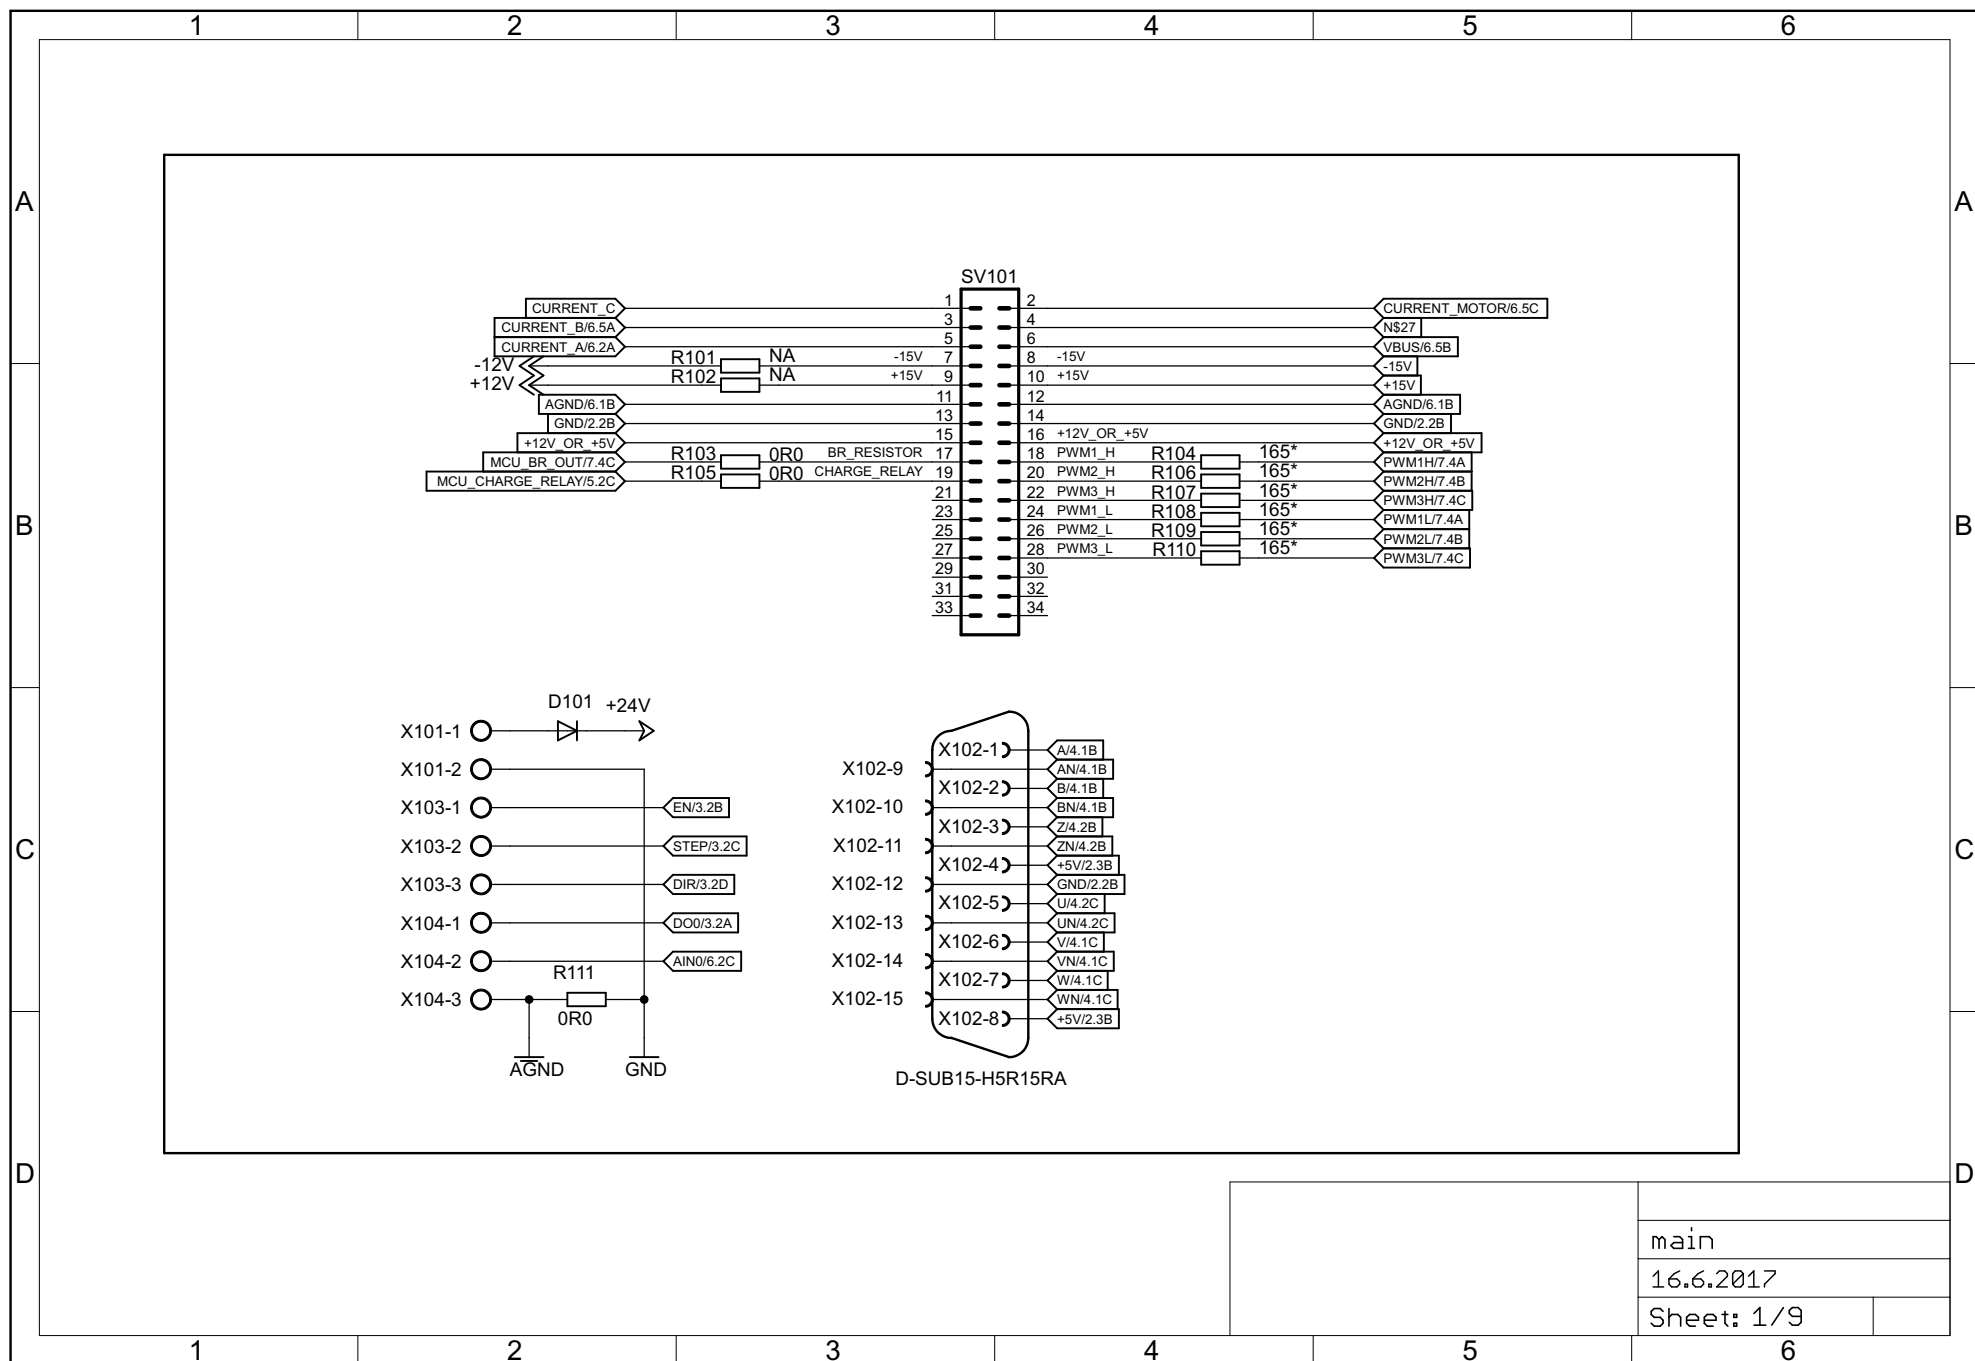 1 2 3 4 5 6
A A
SV101
CURRENT_C 1 2 CURRENT_MOTOR/6.5C
CURRENT_B/6.5A 3 4 N$27
CURRENT_A/6.2A 5 6 VBUS/6.5B
-12V R101 NA -15V 7 8 -15V -15V
+12V R102 NA +15V 9 10 +15V +15V
AGND/6.1B 11 12 AGND/6.1B
GND/2.2B 13 14 GND/2.2B
+12V_OR_+5V 15 16 +12V_OR_+5V +12V_OR_+5V
MCU_BR_OUT/7.4C R103 0R0 BR_RESISTOR 17 18 PWM1_H R104 165* PWM1H/7.4A
MCU_CHARGE_RELAY/5.2C R105 0R0 CHARGE_RELAY 19 20 PWM2_H R106 165* PWM2H/7.4B
21 22 PWM3_H R107 165* PWM3H/7.4C
23 24 PWM1_L R108 165* PWM1L/7.4A
B B
25 26 PWM2_L R109 165* PWM2L/7.4B
27 28 PWM3_L R110 165* PWM3L/7.4C
29 30
31 32
33 34
D101 +24V
X101-1
X101-2
X103-1 EN/3.2B
X103-2 STEP/3.2C
X103-3 DIR/3.2D
X104-1 DO0/3.2A
X104-2 AIN0/6.2C
R111
X104-3
0R0
AGND GND
X102-1 A/4.1B
X102-9 AN/4.1B
X102-2 B/4.1B
X102-10 BN/4.1B
X102-3 Z/4.2B
X102-11 ZN/4.2B
C C
X102-4 +5V/2.3B
X102-12 GND/2.2B
X102-5 U/4.2C
X102-13 UN/4.2C
X102-6 V/4.1C
X102-14 VN/4.1C
X102-7 W/4.1C
X102-15 WN/4.1C
X102-8 +5V/2.3B
D-SUB15-H5R15RA
D D
main
16.6.2017
Sheet: 1/9
1 2 3 4 5 6